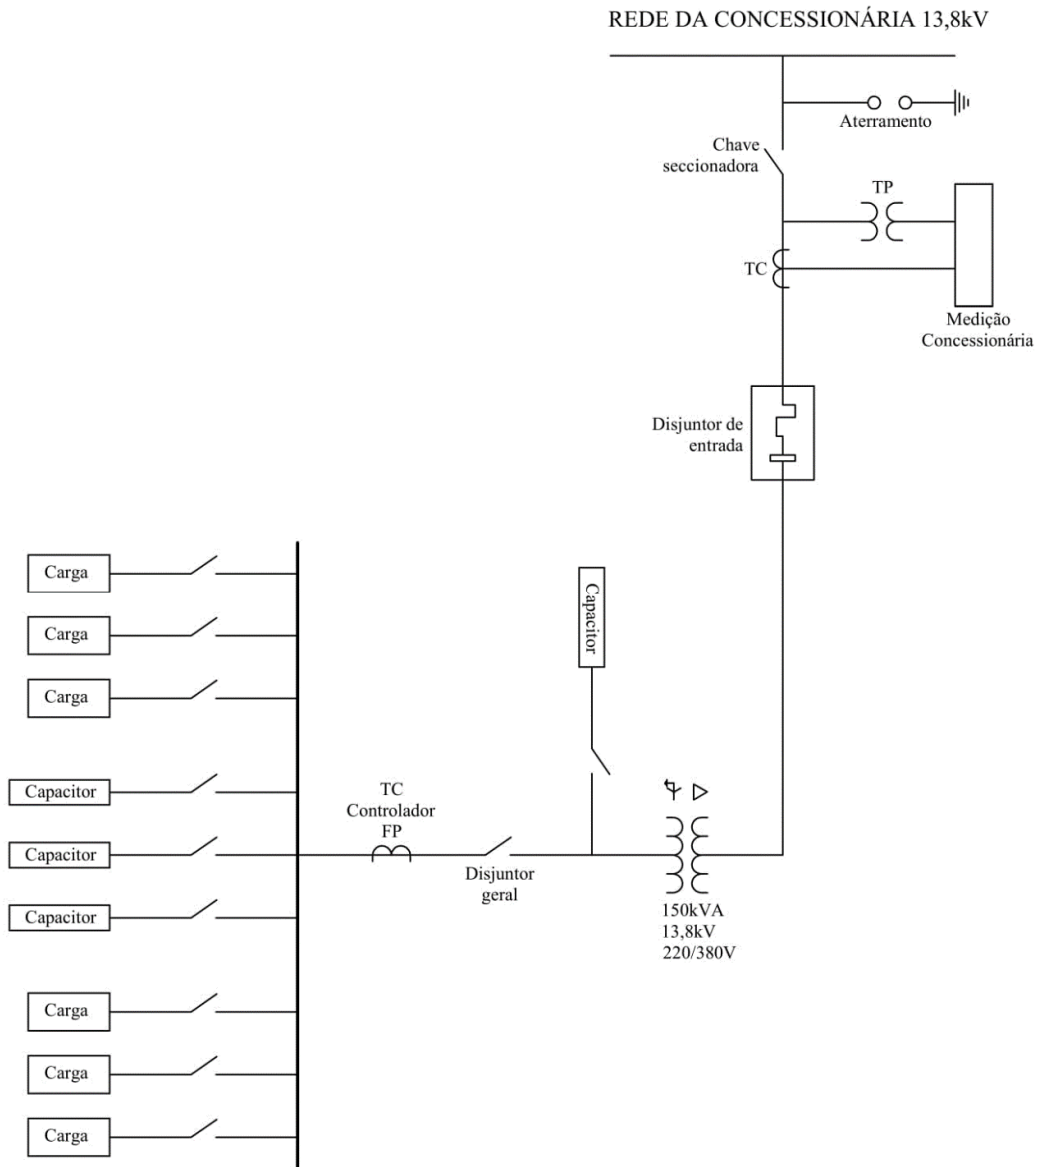 REDE DA CONCESSIONÁRIA 13,8kV
Aterramento
Chave
seccionadora
TP
TC
Medição
Concessionária
Disjuntor de
entrada
Carga
Carga
Carga
Capacitor
Capacitor
TC
Controlador
FP
Capacitor
Disjuntor
geral
Capacitor
150kVA
13,8kV
220/380V
Carga
Carga
Carga